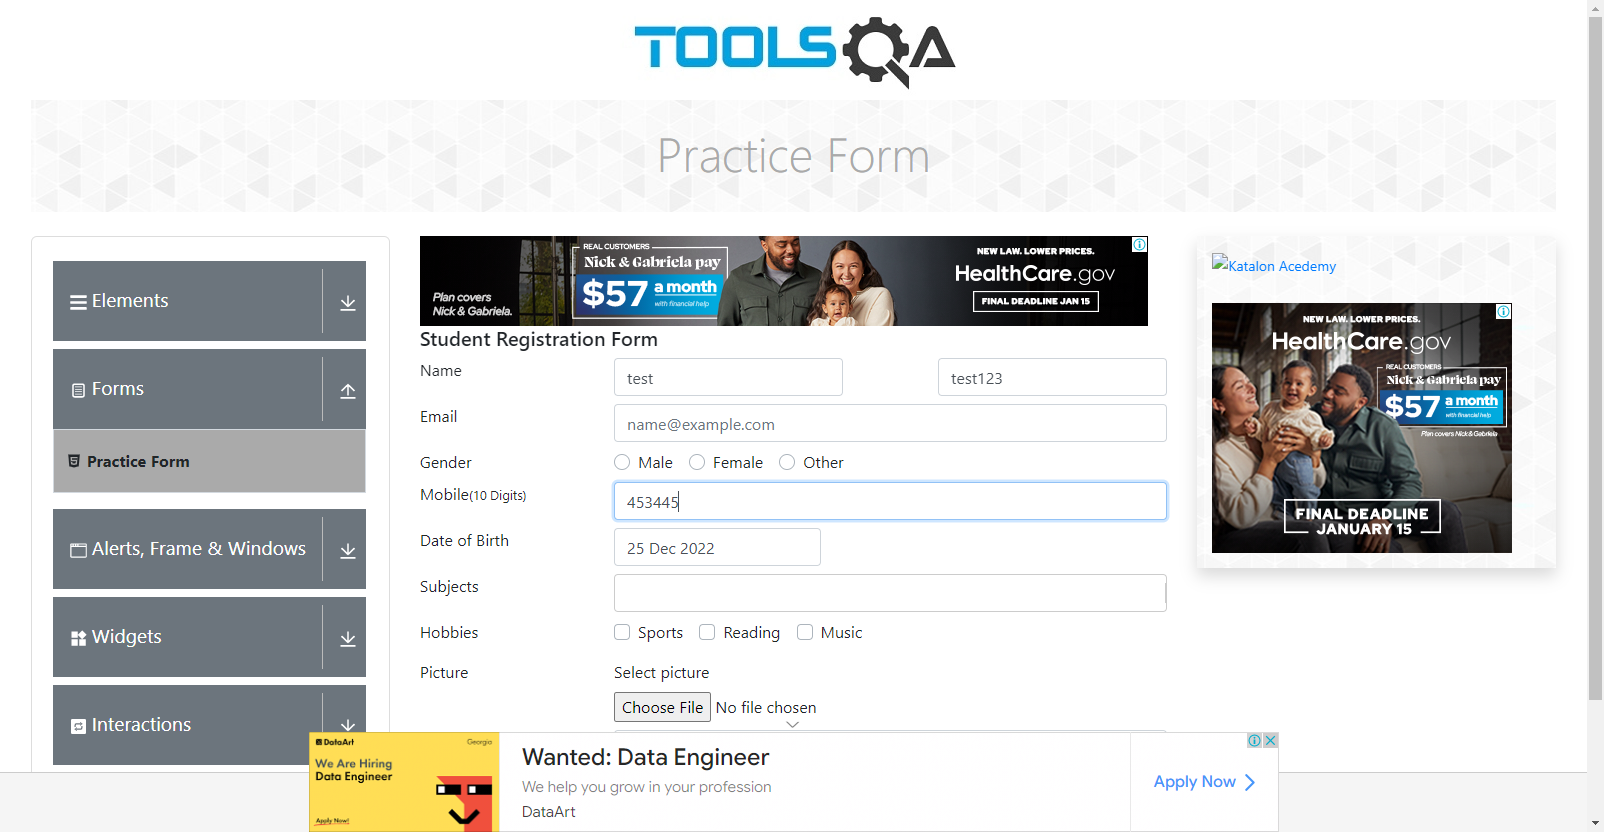 TOOLSQA
Practice Form
Elements
Forms
Practice Form
Alerts, Frame & Windows
Widgets
Interactions
Plan covers
Nick & Gabriela.
REAL CUSTOMERS
Nick & Gabriela pay
$57 a month
with financial help
NEW LAW. LOWER PRICES.
HealthCare.gov
FINAL DEADLINE JAN 15
Student Registration Form
Name
test
test123
Email
name@example.com
Gender
Male
Female
Other
Mobile(10 Digits)
453445
Date of Birth
25 Dec 2022
Subjects
Hobbies
Sports
Reading
Music
Picture
Select picture
Choose File No file chosen
Katalon Acedemy
NEW LAW. LOWER PRICES.
HealthCare.gov
REAL CUSTOMERS
Nick & Gabriela pay
$57 a month
with financial help
Plan covers Nick & Gabriela
FINAL DEADLINE
JANUARY 15
DataArt
Georgia
We Are Hiring
Data Engineer
Apply Now!
Wanted: Data Engineer
We help you grow in your profession
DataArt
Apply Now